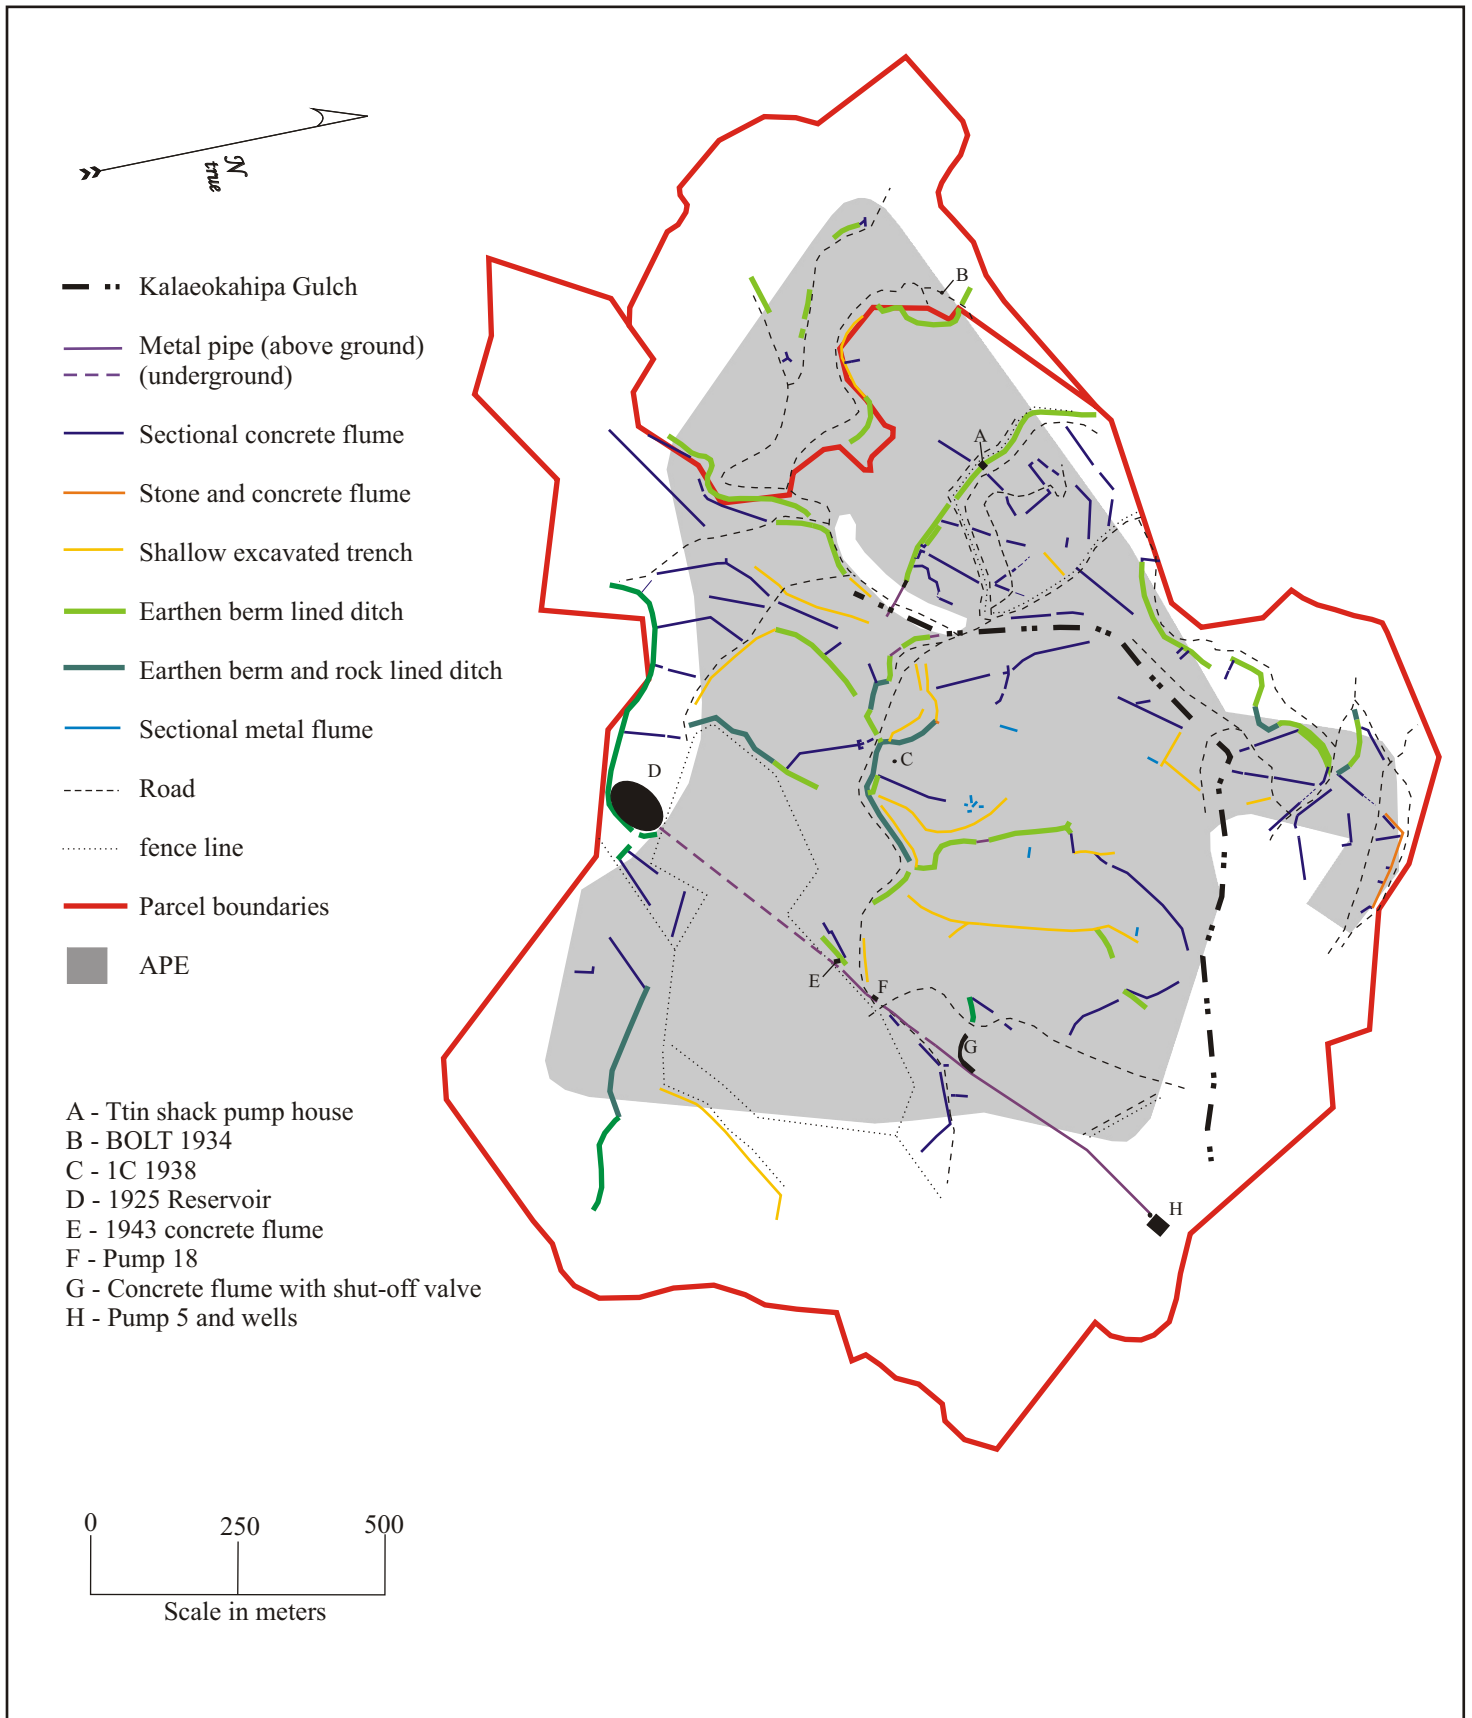 N
true
Kalaeokahipa Gulch
Metal pipe (above ground)
(underground)
Sectional concrete flume
Stone and concrete flume
Shallow excavated trench
Earthen berm lined ditch
Earthen berm and rock lined ditch
Sectional metal flume
Road
fence line
Parcel boundaries
APE
A - Ttin shack pump house
B - BOLT 1934
C - 1C 1938
D - 1925 Reservoir
E - 1943 concrete flume
F - Pump 18
G - Concrete flume with shut-off valve
H - Pump 5 and wells
0
250
500
Scale in meters
B
A
C
D
E
F
G
H